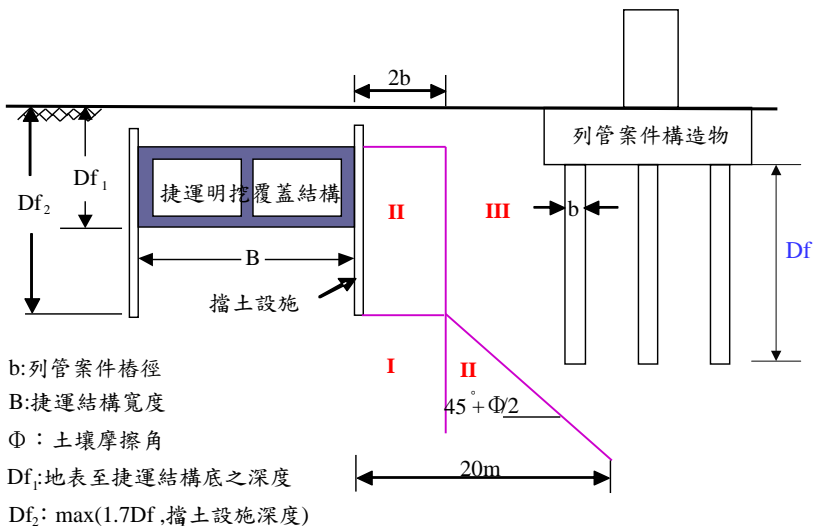 2b
列管案件構造物
Df₁
Df₂
捷運明挖覆蓋結構
II
III
b
B
Df
擋土設施
I
II
b:列管案件樁徑
B:捷運結構寬度
45°+Φ/2
Φ：土壤摩擦角
20m
Df₁:地表至捷運結構底之深度
Df₂: max(1.7Df ,擋土設施深度)